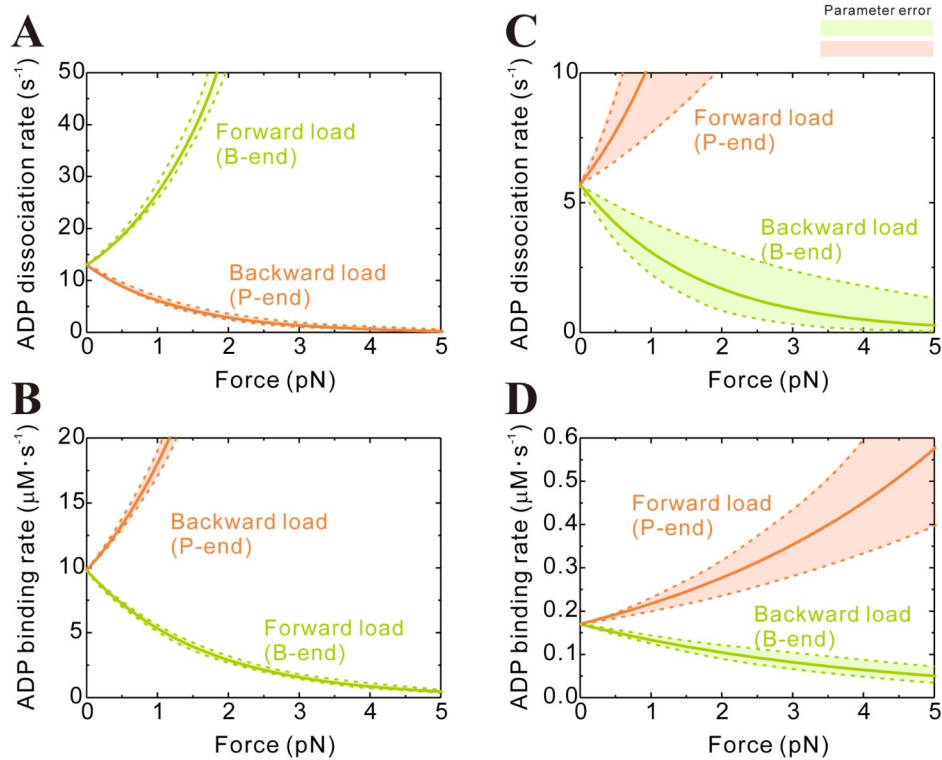 Parameter error
A
ADP dissociation rate (s⁻¹)
50
40
30
20
10
0
Forward load
(B-end)
Backward load
(P-end)
0 1 2 3 4 5
Force (pN)
C
ADP dissociation rate (s⁻¹)
10
5
0
Forward load
(P-end)
Backward load
(B-end)
0 1 2 3 4 5
Force (pN)
B
ADP binding rate (μM·s⁻¹)
20
15
10
5
0
Backward load
(P-end)
Forward load
(B-end)
0 1 2 3 4 5
Force (pN)
D
ADP binding rate (μM·s⁻¹)
0.6
0.5
0.4
0.3
0.2
0.1
0.0
Forward load
(P-end)
Backward load
(B-end)
0 1 2 3 4 5
Force (pN)